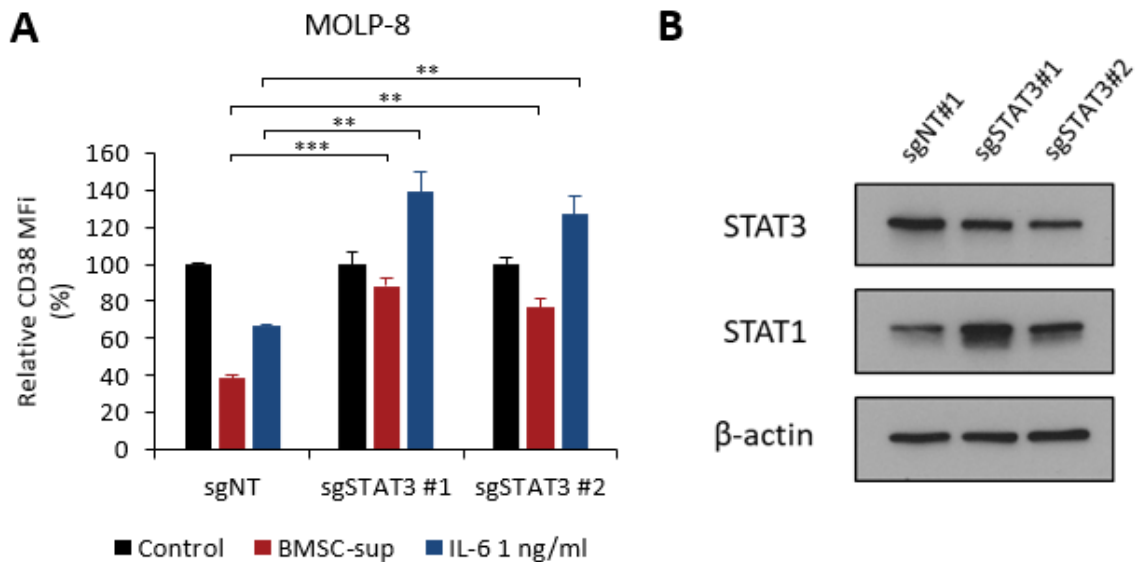 A
MOLP-8
**
**
**
***
Relative CD38 MFi
(%)
160
140
120
100
80
60
40
20
0
sgNT
sgSTAT3 #1
sgSTAT3 #2
Control
BMSC-sup
IL-6 1 ng/ml
B
sgNT#1
sgSTAT3#1
sgSTAT3#2
STAT3
STAT1
β-actin